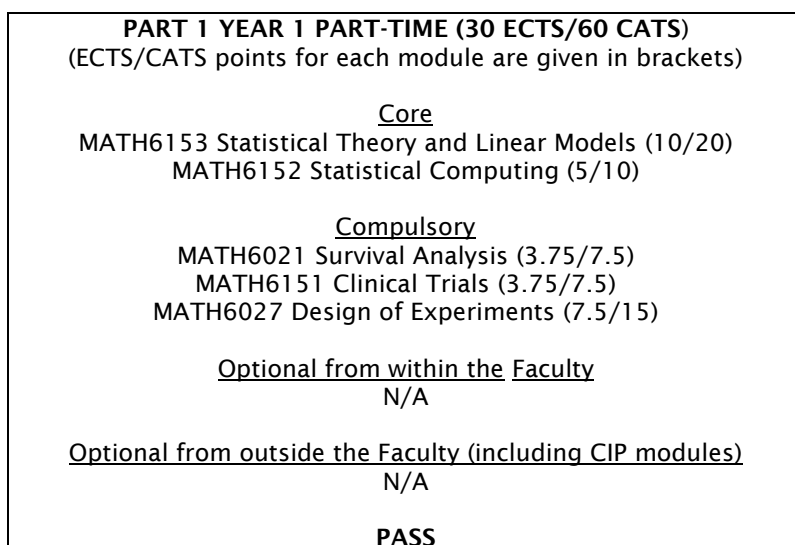 PART 1 YEAR 1 PART-TIME (30 ECTS/60 CATS)
(ECTS/CATS points for each module are given in brackets)
Core
MATH6153 Statistical Theory and Linear Models (10/20)
MATH6152 Statistical Computing (5/10)
Compulsory
MATH6021 Survival Analysis (3.75/7.5)
MATH6151 Clinical Trials (3.75/7.5)
MATH6027 Design of Experiments (7.5/15)
Optional from within the Faculty
N/A
Optional from outside the Faculty (including CIP modules)
N/A
PASS